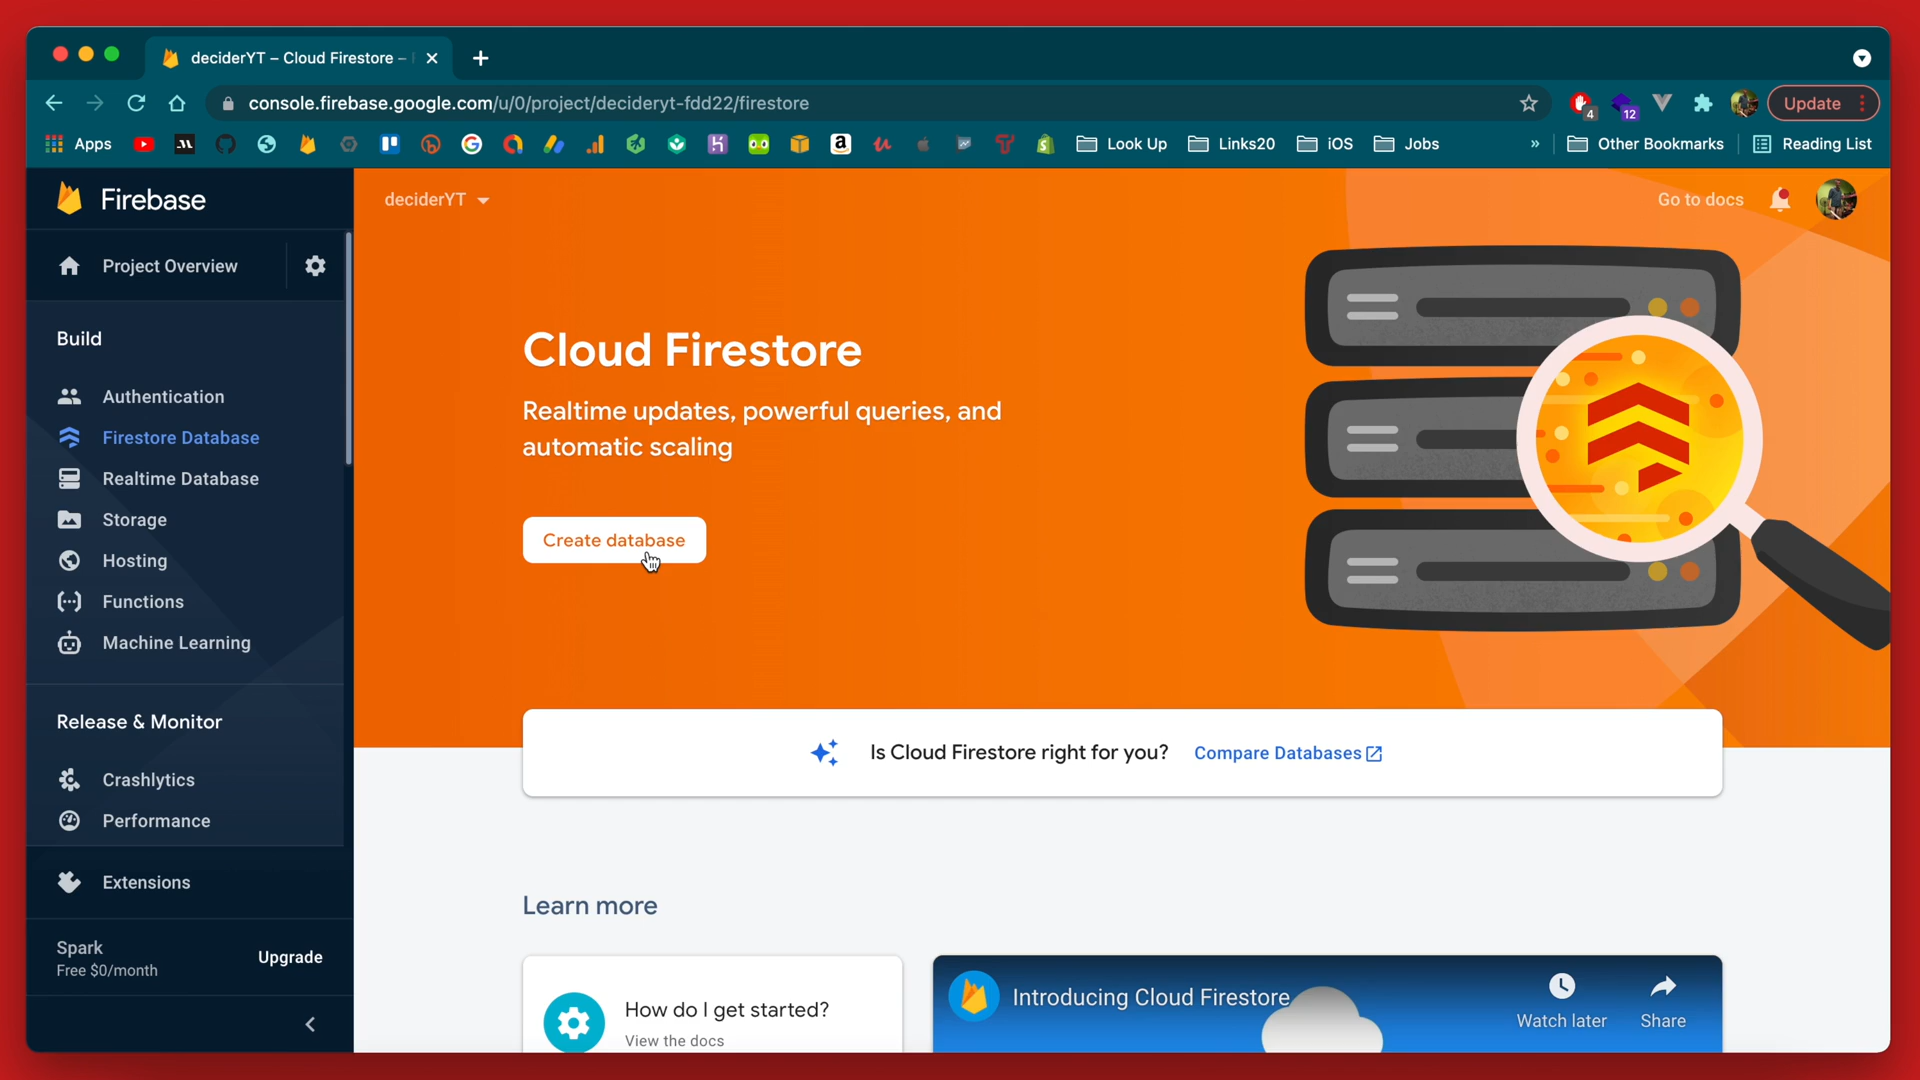 deciderYT – Cloud Firestore –
console.firebase.google.com/u/0/project/decideryt-fdd22/firestore
4
12
Update
Apps
Look Up
Links20
iOS
Jobs
»
Other Bookmarks
Reading List
Firebase
deciderYT
Go to docs
Project Overview
Build
Authentication
Firestore Database
Realtime Database
Storage
Hosting
Functions
Machine Learning
Release & Monitor
Crashlytics
Performance
Extensions
Spark
Free $0/month
Upgrade
Cloud Firestore
Realtime updates, powerful queries, and
automatic scaling
Create database
Is Cloud Firestore right for you?
Compare Databases
Learn more
How do I get started?
View the docs
Introducing Cloud Firestore
Watch later
Share